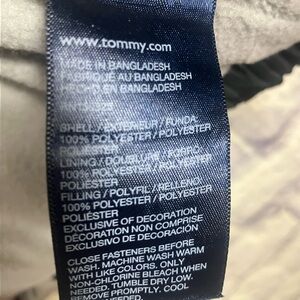 www.tommy.com
MADE IN BANGLADESH
FABRIQUÉ AU BANGLADESH
HECHO EN BANGLADESH
SHELL / EXTÉRIEUR / FUNDA:
100% POLYESTER / POLYESTER
POLIÉSTER
LINING / DOUBLURE / FORRO:
100% POLYESTER / POLYESTER
POLIÉSTER
FILLING / POLYFIL / RELLENO:
100% POLYESTER / POLYESTER
POLIÉSTER
EXCLUSIVE OF DECORATION
DÉCORATION NON COMPRISE
EXCLUSIVO DE DECORACIÓN
CLOSE FASTENERS BEFORE
WASH. MACHINE WASH WARM
WITH LIKE COLORS. ONLY
NON-CHLORINE BLEACH WHEN
NEEDED. TUMBLE DRY LOW.
REMOVE PROMPTLY. COOL